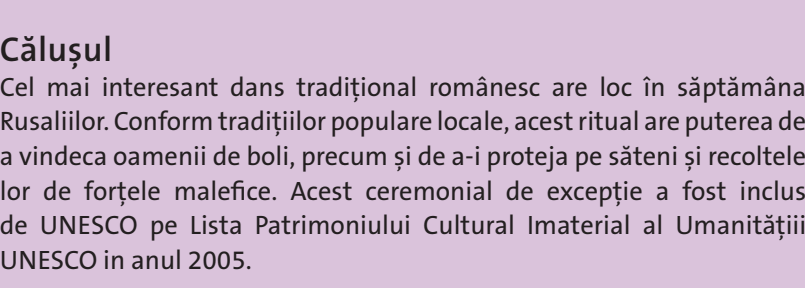 Călușul
Cel mai interesant dans tradițional românesc are loc în săptămâna
Rusaliilor. Conform tradițiilor populare locale, acest ritual are puterea de
a vindeca oamenii de boli, precum și de a-i proteja pe săteni și recoltele
lor de forțele malefice. Acest ceremonial de excepție a fost inclus
de UNESCO pe Lista Patrimoniului Cultural Imaterial al Umanitățiii
UNESCO in anul 2005.